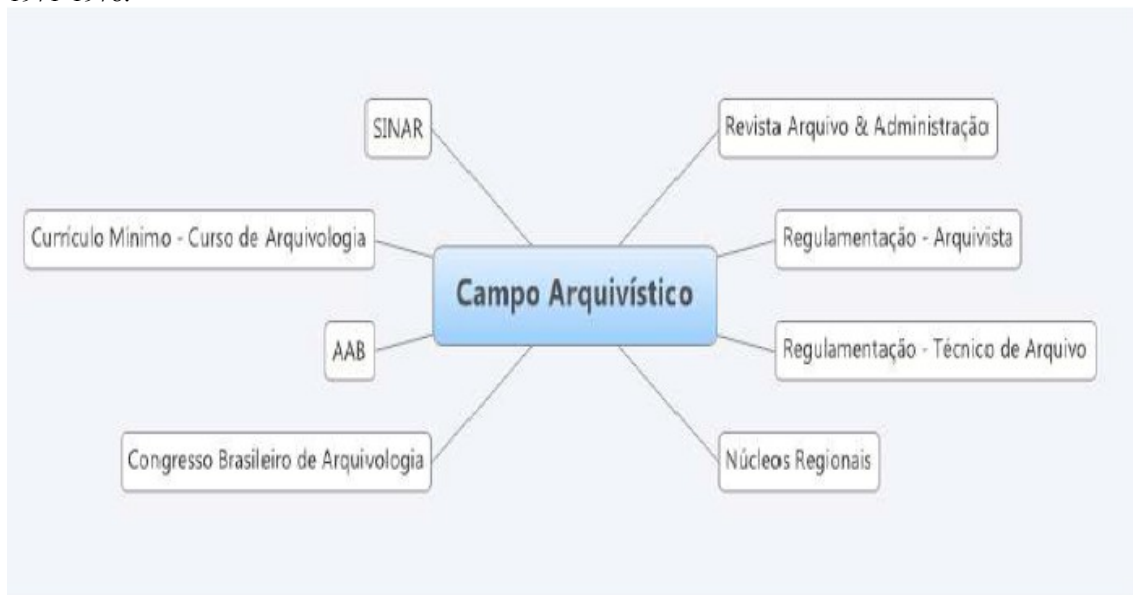 SINAR
Revista Arquivo & Administração
Currículo Mínimo - Curso de Arquivologia
Regulamentação - Arquivista
Campo Arquivístico
AAB
Regulamentação - Técnico de Arquivo
Congresso Brasileiro de Arquivologia
Núcleos Regionais